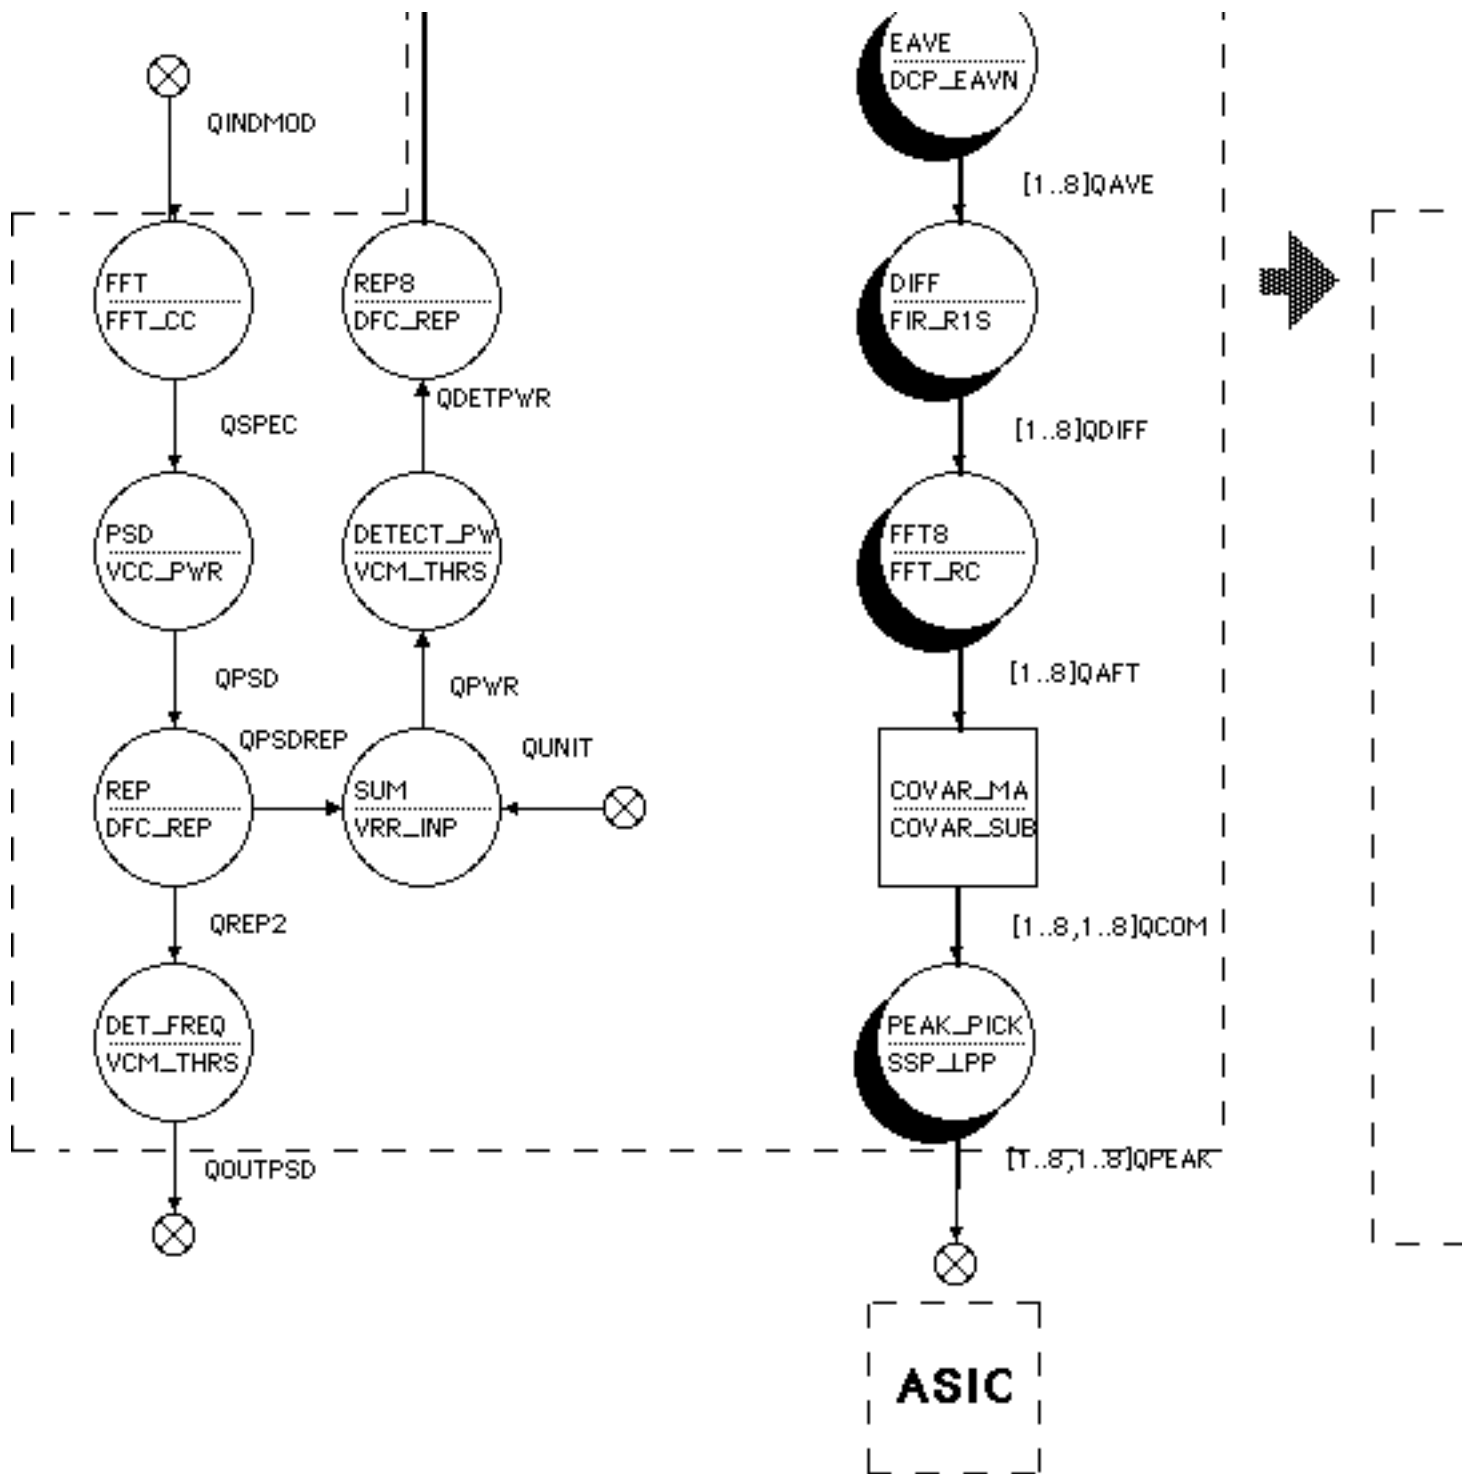 EAVE
DCP_EAVN
QINDMOD
[1..8]QAVE
FFT
FFT_CC
REP8
DFC_REP
DIFF
FIR_R1S
QDETPWR
QSPEC
[1..8]QDIFF
PSD
VCC_PWR
DETECT_PW
VCM_THRS
FFT8
FFT_RC
QPSD
QPWR
[1..8]QAFT
QPSDREP
QUNIT
REP
DFC_REP
SUM
VRR_INP
COVAR_MA
COVAR_SUB
QREP2
[1..8,1..8]QCOM
DET_FREQ
VCM_THRS
PEAK_PICK
SSP_LPP
QOUTPSD
[1..8,1..8]QPEAK
ASIC